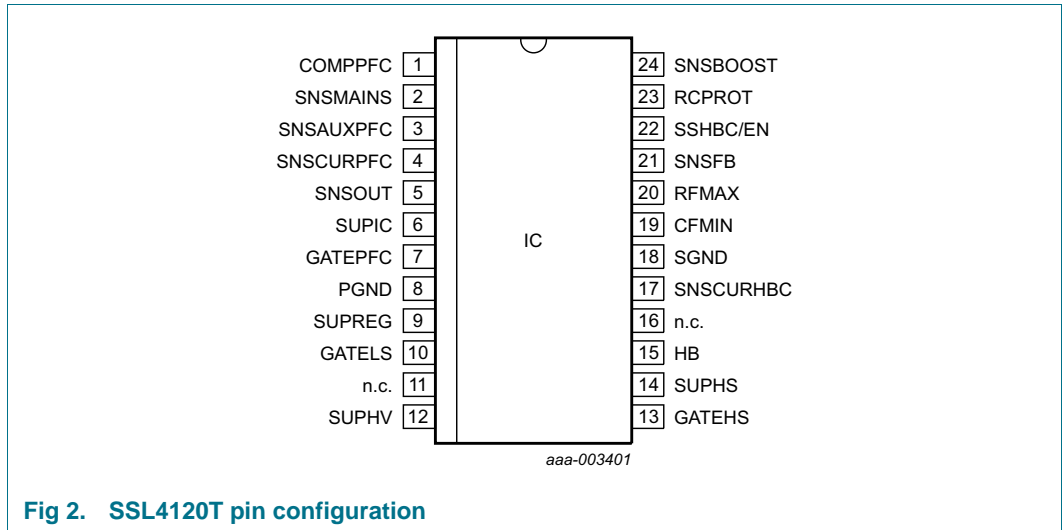 COMPPFC 1
SNSMAINS 2
SNSAUXPFC 3
SNSCURPFC 4
SNSOUT 5
SUPIC 6
GATEPFC 7
PGND 8
SUPREG 9
GATELS 10
n.c. 11
SUPHV 12
IC
24 SNSBOOST
23 RCPROT
22 SSHBC/EN
21 SNSFB
20 RFMAX
19 CFMIN
18 SGND
17 SNSCURHBC
16 n.c.
15 HB
14 SUPHS
13 GATEHS
aaa-003401
Fig 2. SSL4120T pin configuration